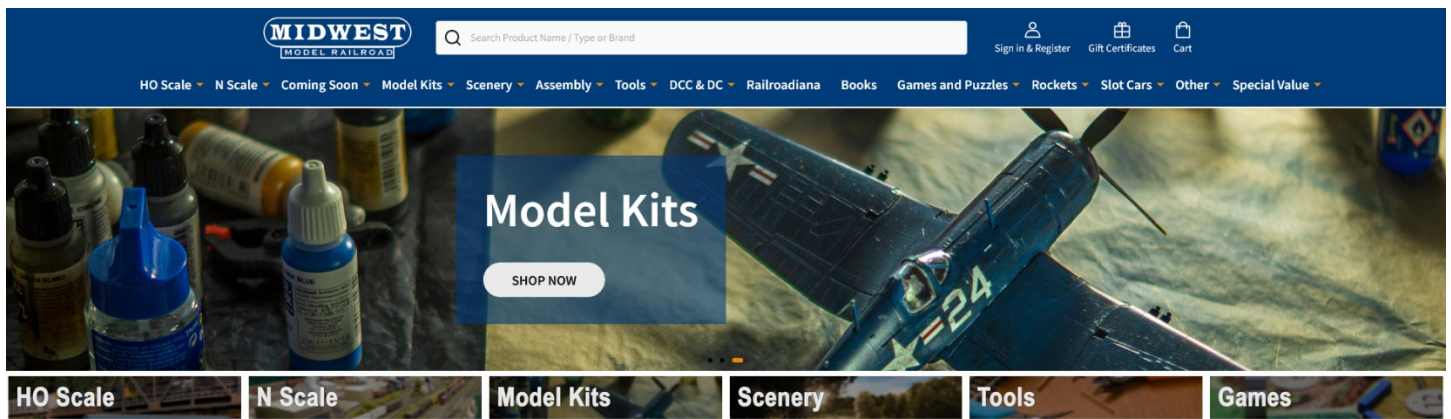 MIDWEST
MODEL RAILROAD
Search Product Name / Type or Brand
Sign in & Register
Gift Certificates
Cart
HO Scale
N Scale
Coming Soon
Model Kits
Scenery
Assembly
Tools
DCC & DC
Railroadiana
Books
Games and Puzzles
Rockets
Slot Cars
Other
Special Value
Model Kits
SHOP NOW
24
HO Scale
N Scale
Model Kits
Scenery
Tools
Games